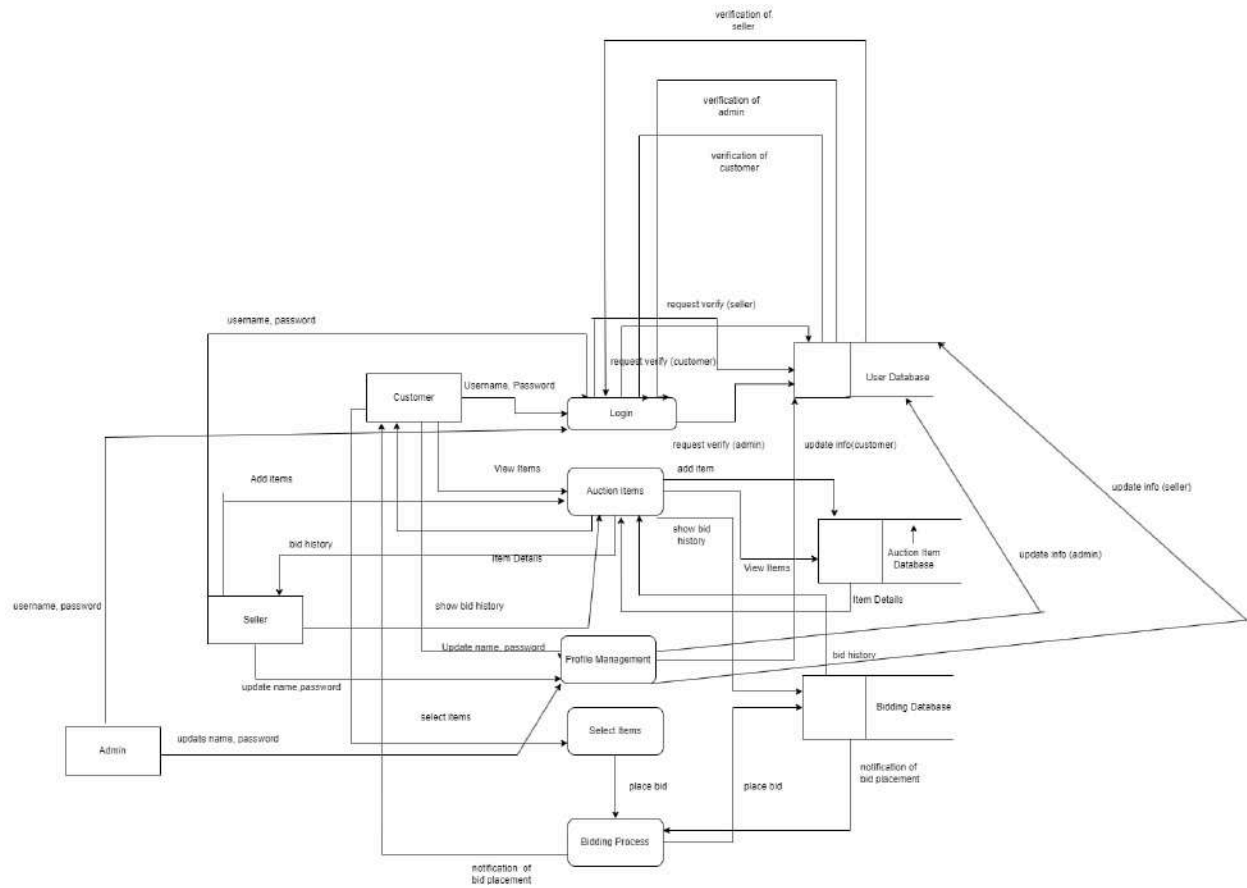 verification of
seller
verification of
admin
verification of
customer
request verify (seller)
username, password
request verify (customer)
User Database
Customer
Username, Password
Login
request verify (admin)
update info(customer)
View Items
add item
Add items
Auction Items
update info (seller)
show bid
history
bid history
Item Details
View Items
Auction Item
Database
update info (admin)
Item Details
username, password
show bid history
Seller
Update name, password
Profile Management
bid history
update name,password
select items
Bidding Database
Select Items
Admin
update name, password
notification of
bid placement
place bid
place bid
Bidding Process
notification of
bid placement